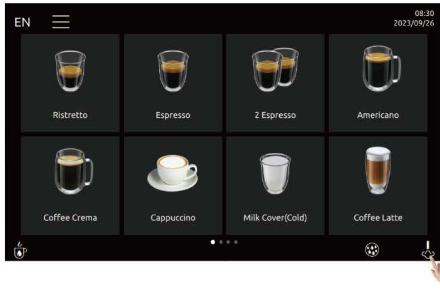 08:30
EN 2023/09/26
Ristretto Espresso 2 Espresso Americano
Coffee Crema Cappuccino Milk Cover(Cold) Coffee Latte